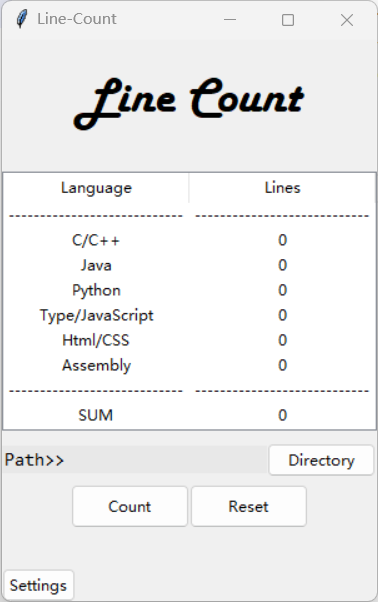 Line-Count
Line Count
Language Lines
---------------------------- ----------------------------
C/C++ 0
Java 0
Python 0
Type/JavaScript 0
Html/CSS 0
Assembly 0
---------------------------- ----------------------------
SUM 0
Path>> Directory
Count Reset
Settings